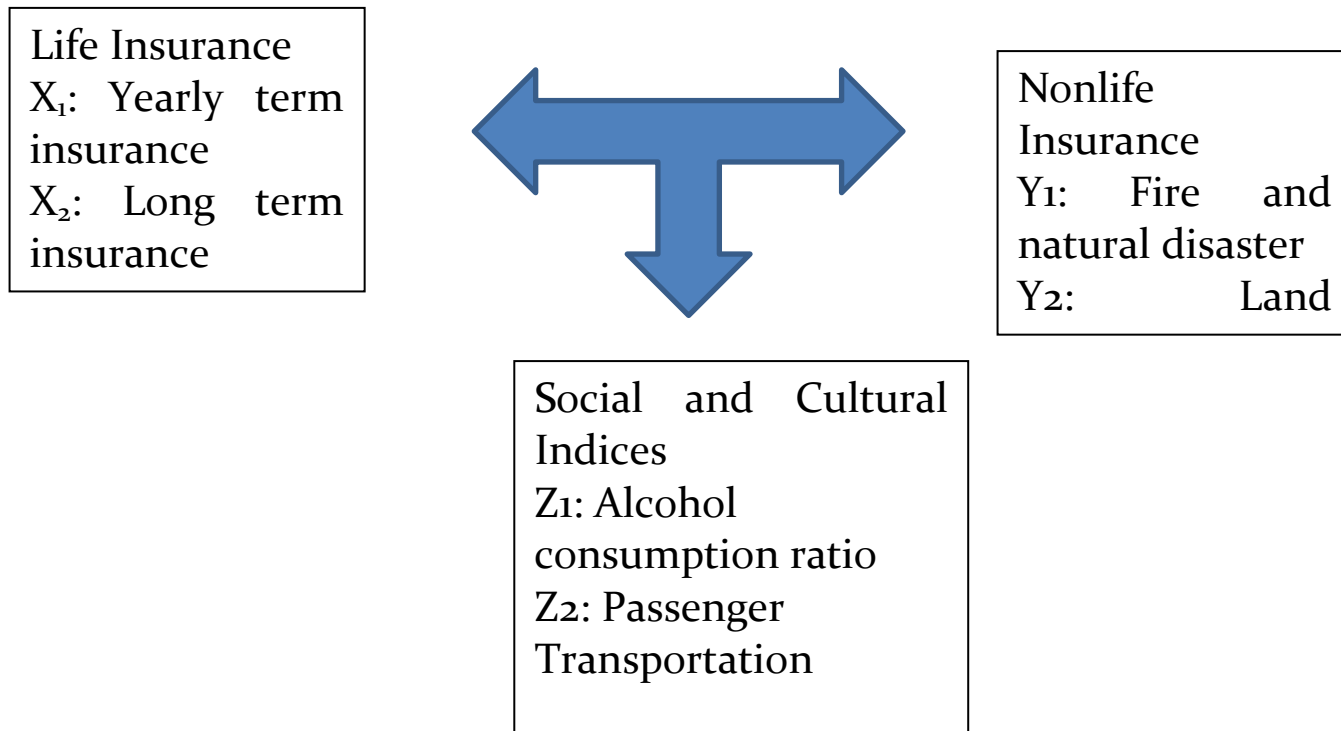 Life Insurance
X₁: Yearly term
insurance
X₂: Long term
insurance
Nonlife
Insurance
Y1: Fire and
natural disaster
Y2: Land
Social and Cultural
Indices
Z1: Alcohol
consumption ratio
Z2: Passenger
Transportation